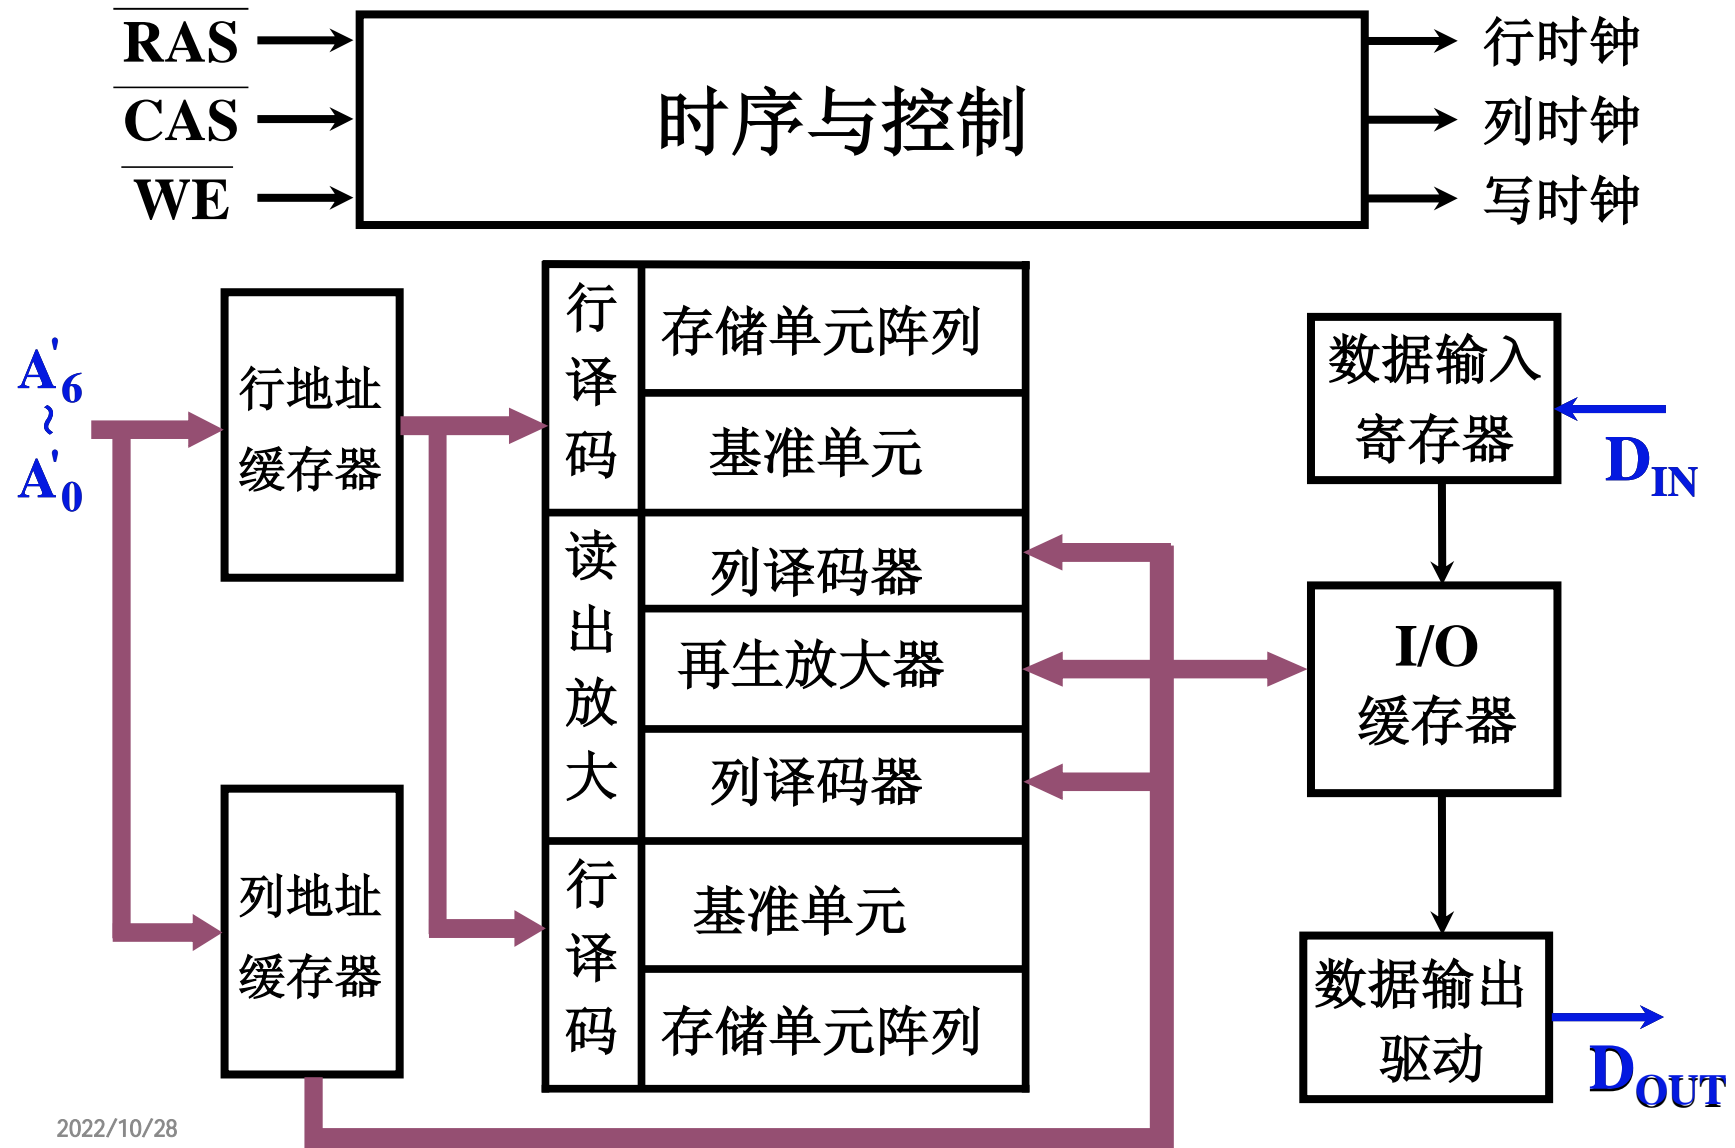 RAS
CAS
WE
时序与控制
行时钟
列时钟
写时钟
A'6
~
A'0
行地址
缓存器
列地址
缓存器
行译码
存储单元阵列
基准单元
读出放大
列译码器
再生放大器
列译码器
行译码
基准单元
存储单元阵列
数据输入
寄存器
DIN
I/O
缓存器
数据输出
驱动
DOUT
2022/10/28